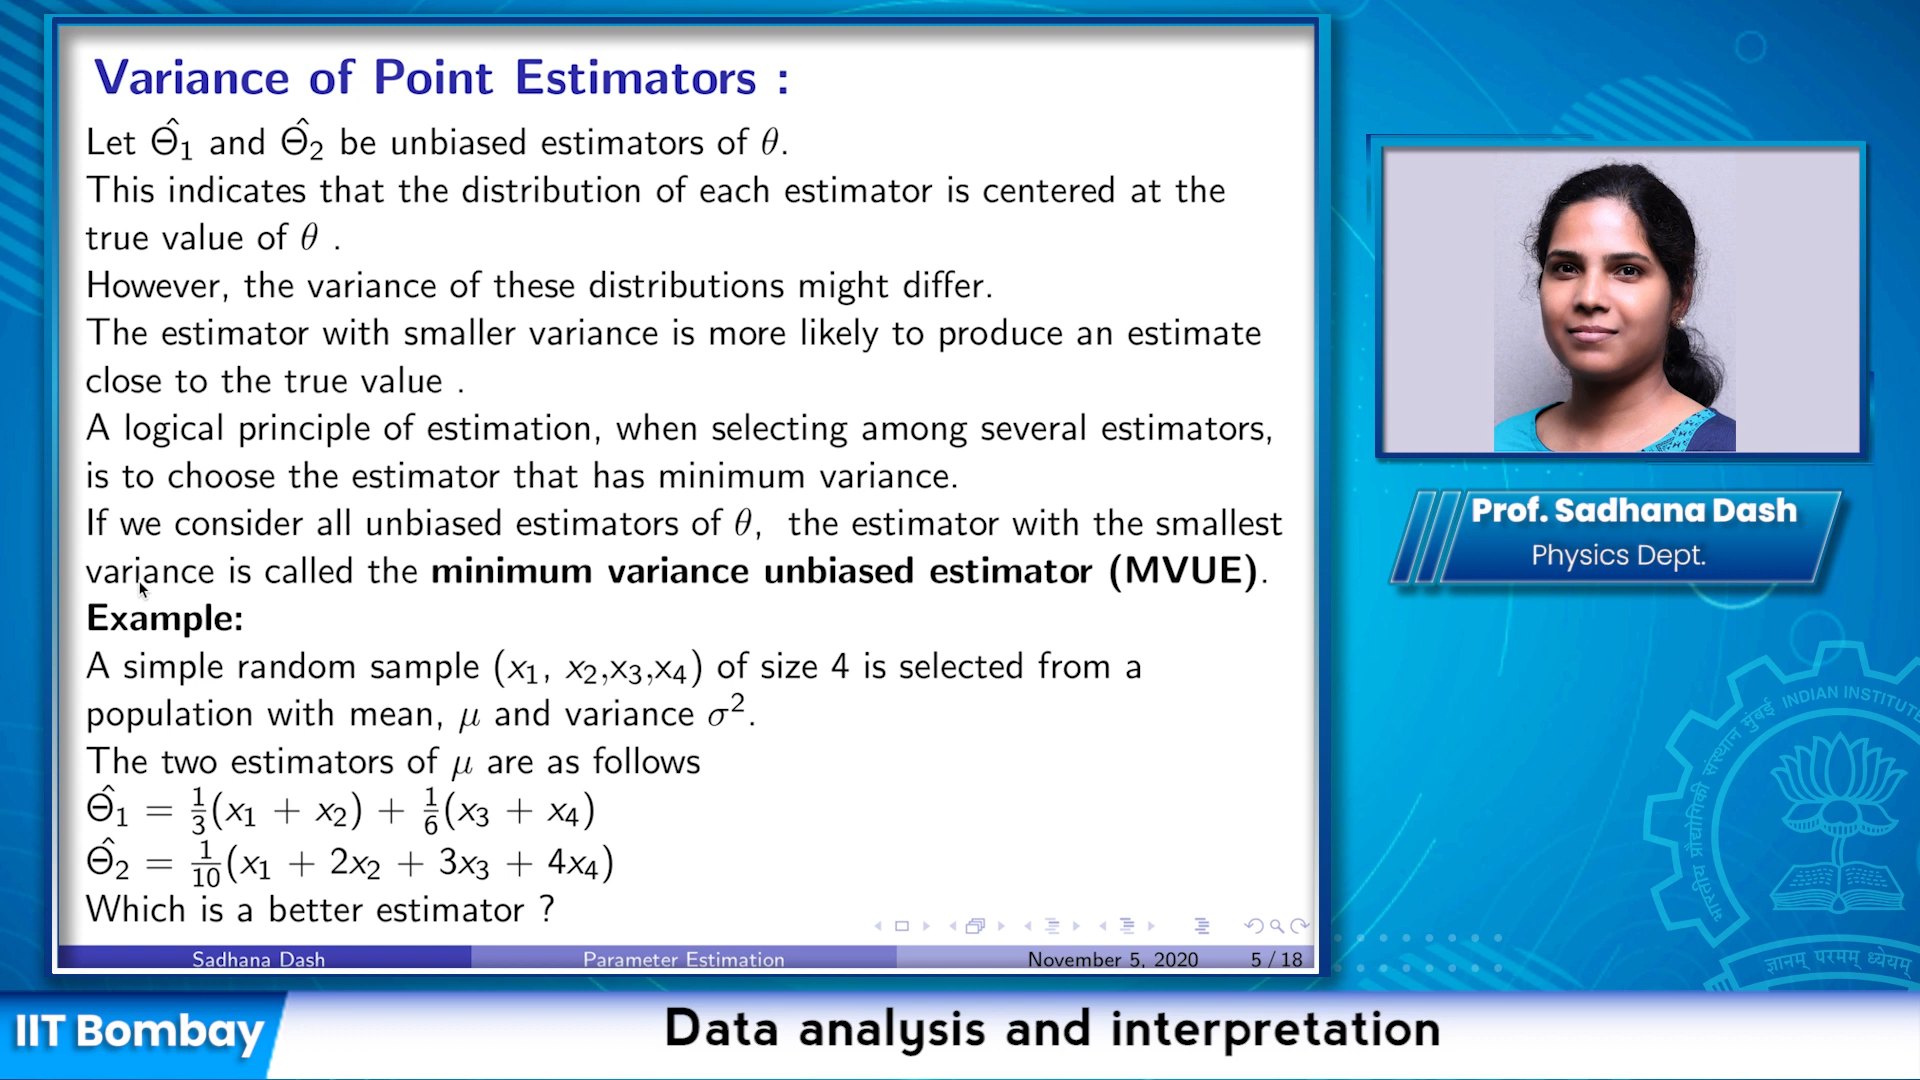 Variance of Point Estimators :
Let Θ̂₁ and Θ̂₂ be unbiased estimators of θ.
This indicates that the distribution of each estimator is centered at the
true value of θ .
However, the variance of these distributions might differ.
The estimator with smaller variance is more likely to produce an estimate
close to the true value .
A logical principle of estimation, when selecting among several estimators,
is to choose the estimator that has minimum variance.
If we consider all unbiased estimators of θ, the estimator with the smallest
variance is called the minimum variance unbiased estimator (MVUE).
Example:
A simple random sample (x₁, x₂,x₃,x₄) of size 4 is selected from a
population with mean, μ and variance σ².
The two estimators of μ are as follows
Θ̂₁ = 1/3(x₁ + x₂) + 1/6(x₃ + x₄)
Θ̂₂ = 1/10(x₁ + 2x₂ + 3x₃ + 4x₄)
Which is a better estimator ?
Sadhana Dash Parameter Estimation November 5, 2020 5 / 18
Prof. Sadhana Dash
Physics Dept.
भारतीय प्रौद्योगिकी संस्थान मुंबई INDIAN INSTITUTE
ज्ञानम् परमम् ध्येयम्
IIT Bombay
Data analysis and interpretation